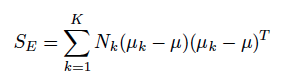 $S_E = \sum_{k=1}^{K} N_k(\mu_k - \mu)(\mu_k - \mu)^T$